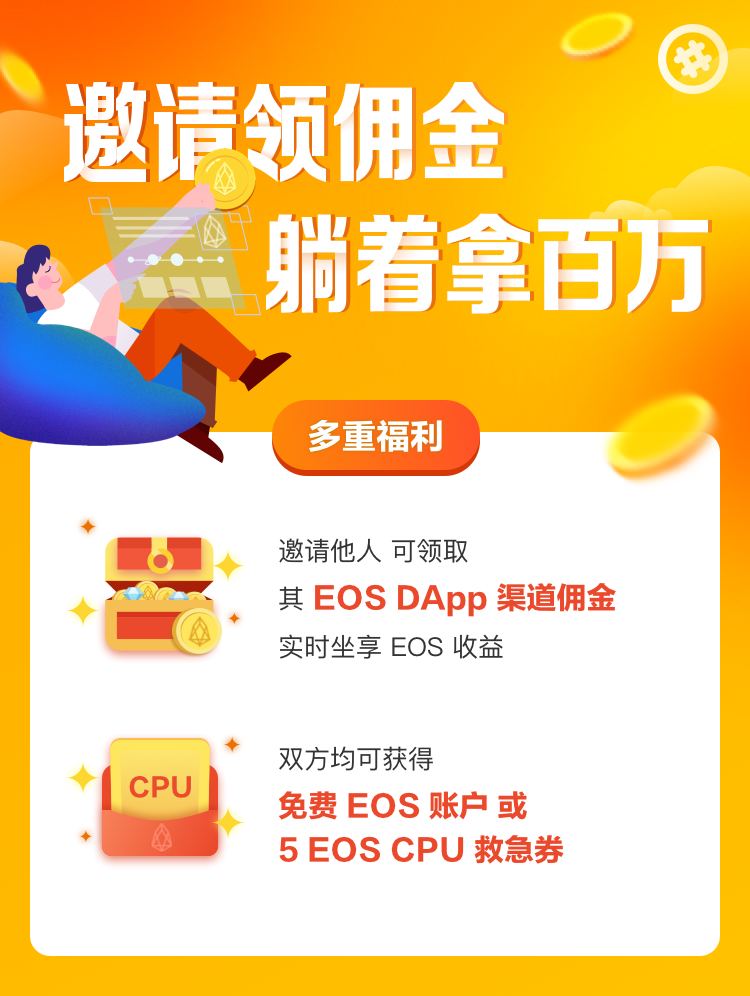 邀请领佣金
躺着拿百万
多重福利
邀请他人 可领取
其 EOS DApp 渠道佣金
实时坐享 EOS 收益
CPU
双方均可获得
免费 EOS 账户 或
5 EOS CPU 救急券